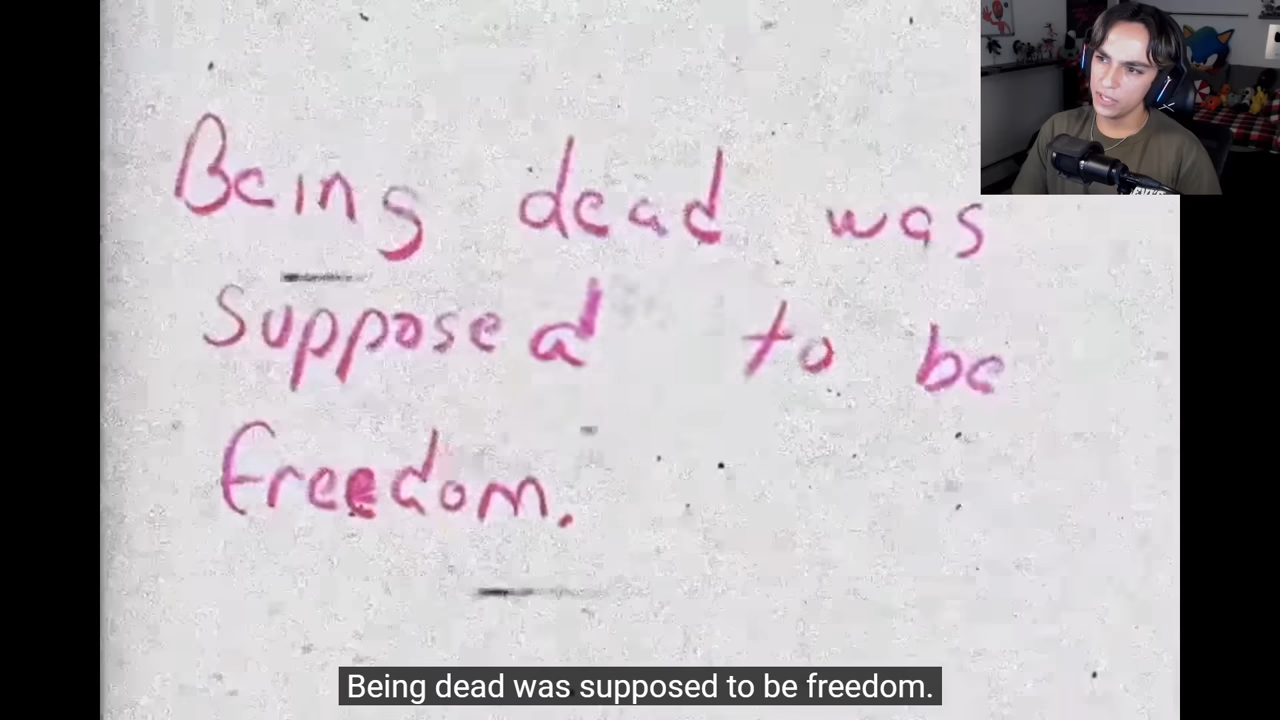 Being dead was
supposed to be
freedom.
Being dead was supposed to be freedom.